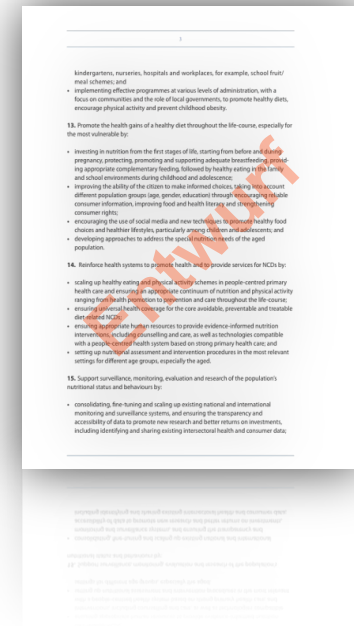 kindergartens, nurseries, hospitals and workplaces, for example, school fruit/
meal schemes; and
• implementing effective programmes at various levels of administration, with a
focus on communities and the role of local governments, to promote healthy diets,
encourage physical activity and prevent childhood obesity.
13. Promote the health gains of a healthy diet throughout the life-course, especially for
the most vulnerable by:
• investing in nutrition from the first stages of life, starting from before and during
pregnancy, protecting, promoting and supporting adequate breastfeeding, provid-
ing appropriate complementary feeding, followed by healthy eating in the family
and school environments during childhood and adolescence;
• improving the ability of the citizen to make informed choices, taking into account
different population groups (age, gender, education) through encouraging reliable
consumer information, improving food and health literacy and strengthening
consumer rights;
• encouraging the use of social media and new techniques to promote healthy food
choices and healthier lifestyles, particularly among children and adolescents; and
• developing approaches to address the special nutrition needs of the aged
population.
14. Reinforce health systems to promote health and to provide services for NCDs by:
• scaling up healthy eating and physical activity schemes in people-centred primary
health care and ensuring an appropriate continuum of nutrition and physical activity
ranging from health promotion to prevention and care throughout the life-course;
• ensuring universal health coverage for the core avoidable, preventable and treatable
diet-related NCDs;
• ensuring appropriate human resources to provide evidence-informed nutrition
interventions, including counselling and care, as well as technologies compatible
with a people-centred health system based on strong primary health care; and
• setting up nutritional assessment and intervention procedures in the most relevant
settings for different age groups, especially the aged.
15. Support surveillance, monitoring, evaluation and research of the population's
nutritional status and behaviours by:
• consolidating, fine-tuning and scaling up existing national and international
monitoring and surveillance systems, and ensuring the transparency and
accessibility of data to promote new research and better returns on investments,
including identifying and sharing existing intersectoral health and consumer data;
Entwurf